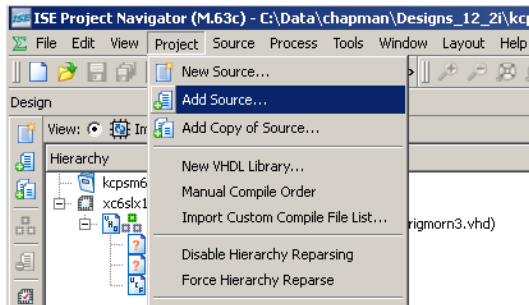 ISE Project Navigator (M.63c) - C:\Data\chapman\Designs_12_2i\kcp
File Edit View Project Source Process Tools Window Layout Help
New Source...
Design
Add Source...
View:
Add Copy of Source...
Hierarchy
New VHDL Library...
kcpsm6
Manual Compile Order
xc6slx1
Import Custom Compile File List...
rigmorn3.vhd)
Disable Hierarchy Reparsing
Force Hierarchy Reparse